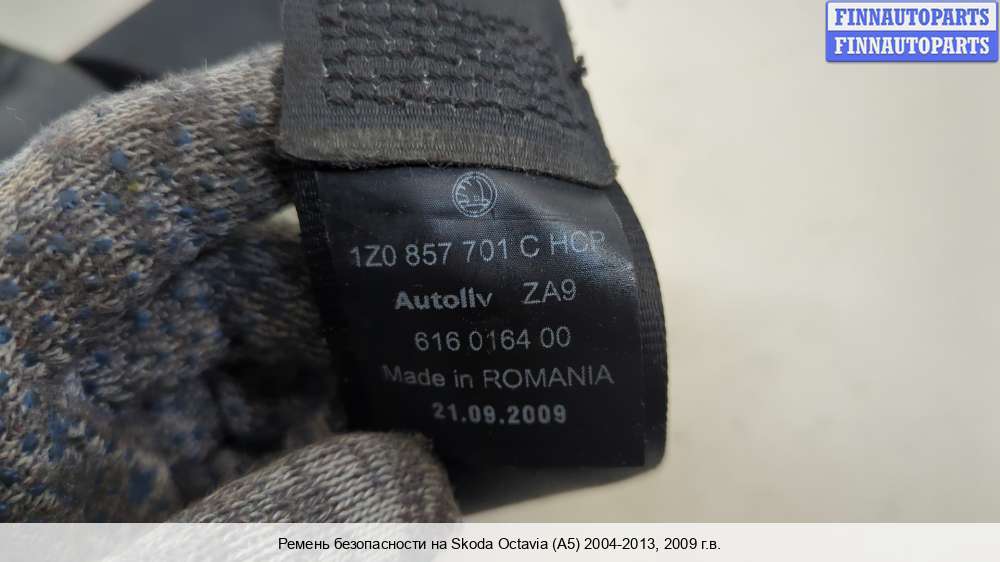 FINNAUTOPARTS
FINNAUTOPARTS
1Z0 857 701 C HCP
Autoliv ZA9
616 0164 00
Made in ROMANIA
21.09.2009
Ремень безопасности на Skoda Octavia (A5) 2004-2013, 2009 г.в.